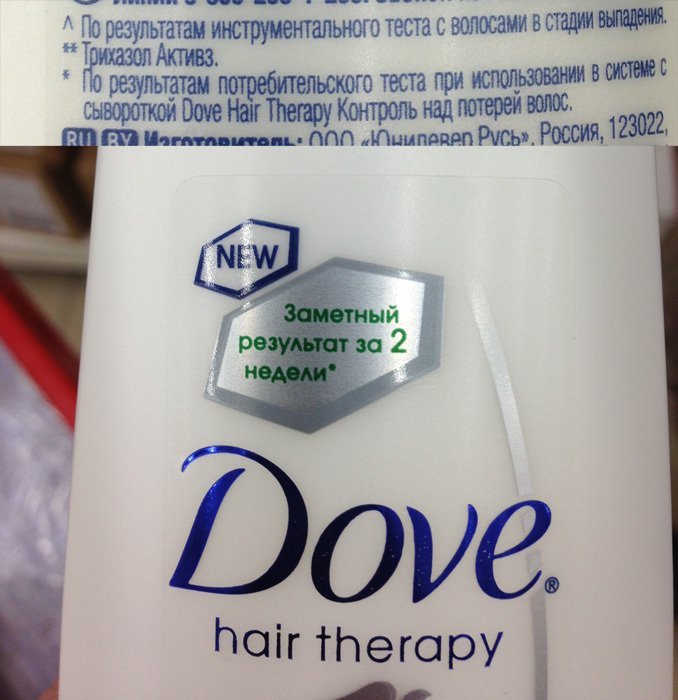 ^ По результатам инструментального теста с волосами в стадии выпадения.
** Трихазол Активз.
* По результатам потребительского теста при использовании в системе с
сывороткой Dove Hair Therapy Контроль над потерей волос.
RU BY Изготовитель: ООО «Юнилевер Русь», Россия, 123022,
NEW
Заметный
результат за 2
недели*
Dove®
hair therapy